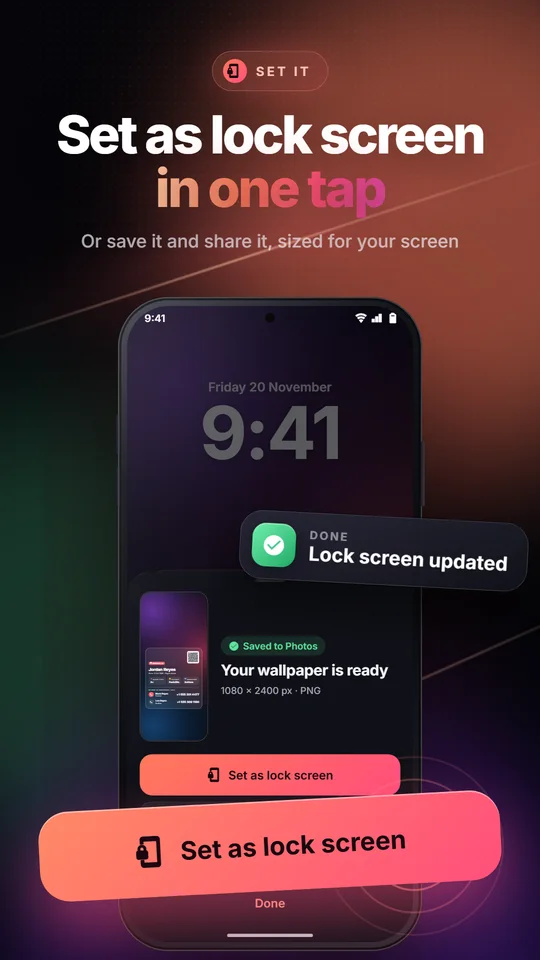 SET IT
Set as lock screen
in one tap
Or save it and share it, sized for your screen
9:41
Friday 20 November
9:41
DONE
Lock screen updated
Saved to Photos
Your wallpaper is ready
1080 × 2400 px · PNG
Jordan Reyes
Set as lock screen
Set as lock screen
Done